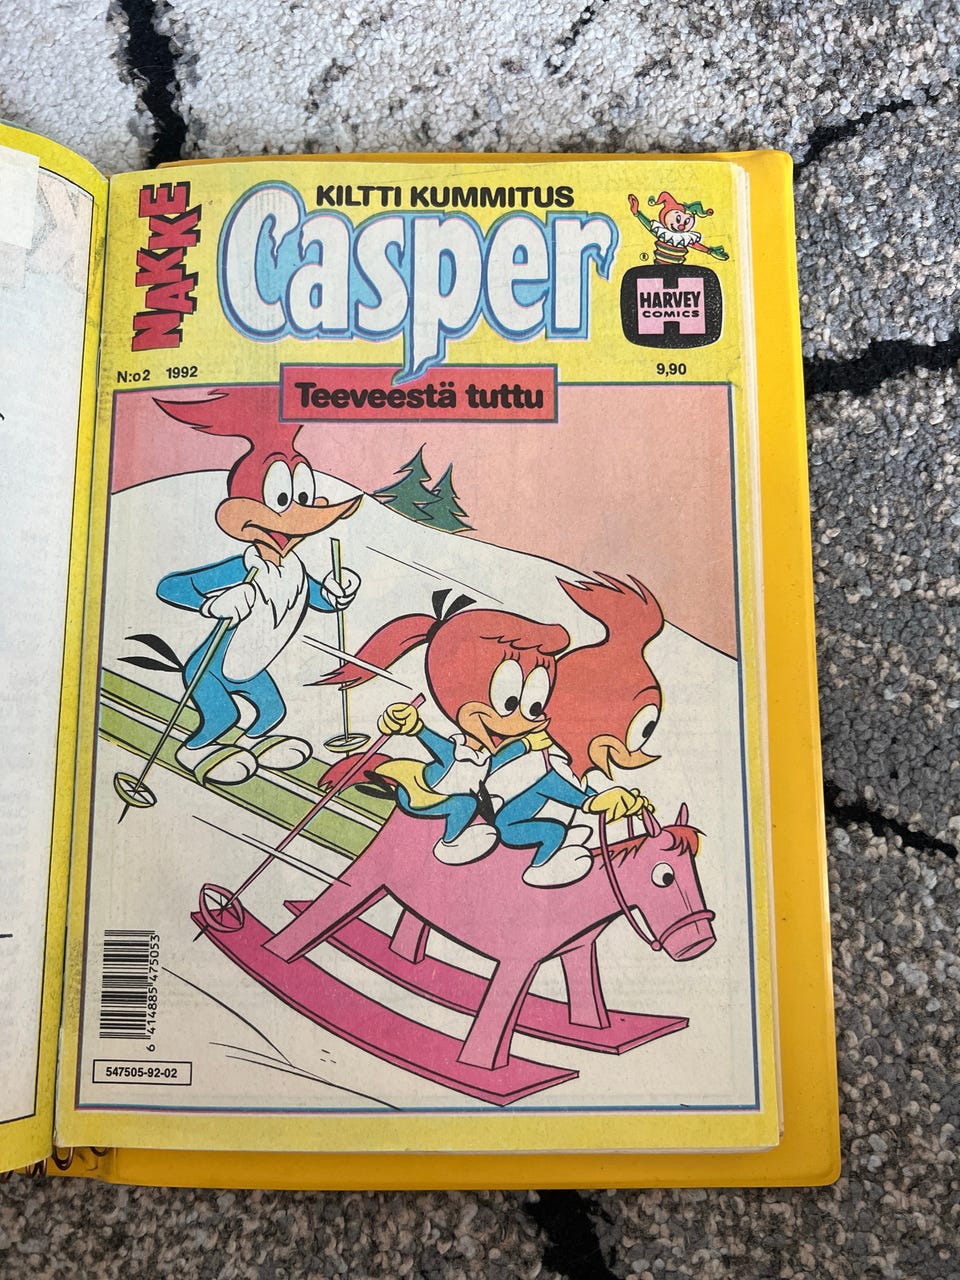 NAKKE
KILTTI KUMMITUS
Casper
®
HARVEY
COMICS
N:o2 1992
9,90
Teeveestä tuttu
6 414885 475053
547505-92-02